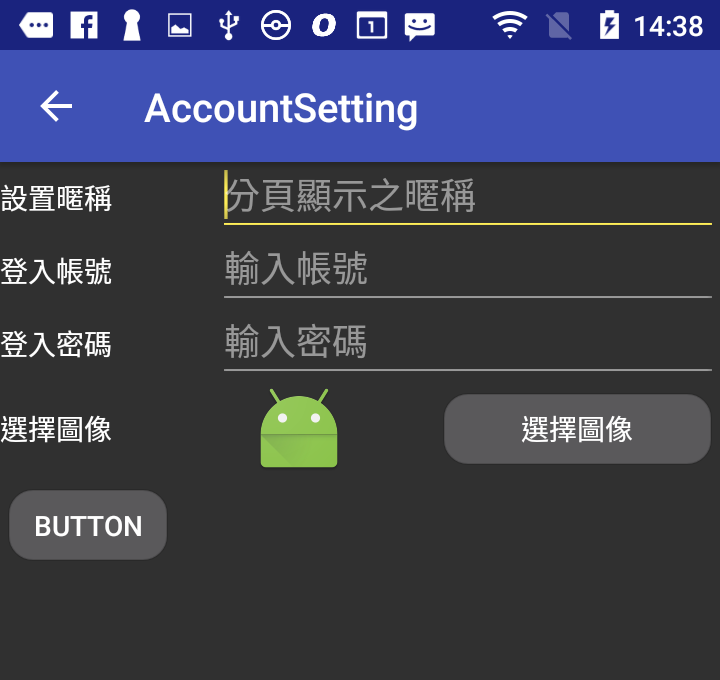 14:38
AccountSetting
設置暱稱 分頁顯示之暱稱
登入帳號 輸入帳號
登入密碼 輸入密碼
選擇圖像 選擇圖像
BUTTON